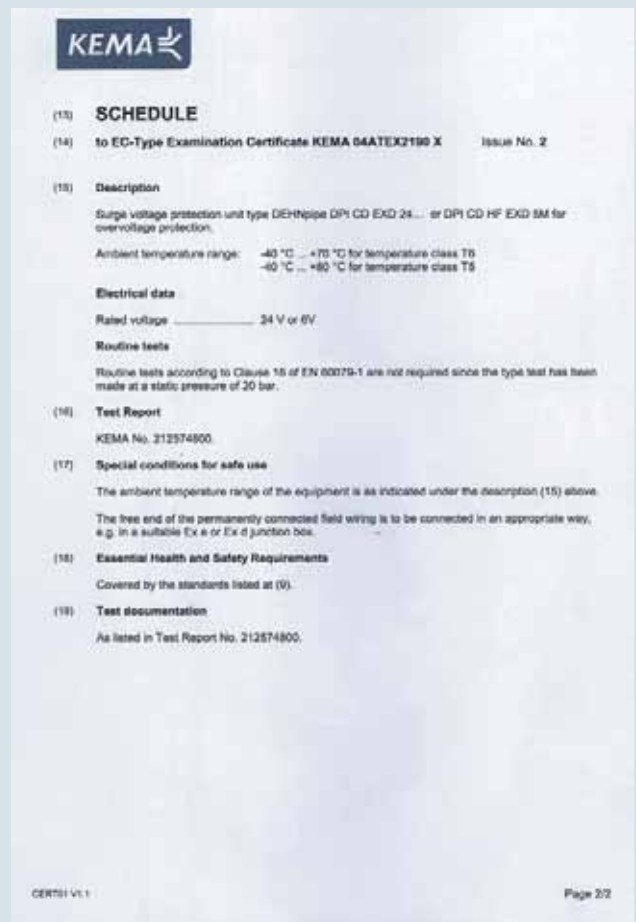 KEMA
(13) SCHEDULE
(14) to EC-Type Examination Certificate KEMA 04ATEX2190 X Issue No. 2
(15) Description
Surge voltage protection unit type DEHNpipe DPI CD EXD 24... or DPI CD HF EXD 5M for
overvoltage protection.
Ambient temperature range: -40 °C ... °C for temperature class T6
-40 °C ... +80 °C for temperature class T5
Electrical data
Rated voltage ........................ 24 V or 6V
Routine tests
Routine tests according to Clause 16 of EN 60079-1 are not required since the type test has been
made at a static pressure of 20 bar.
(16) Test Report
KEMA No. 212574800.
(17) Special conditions for safe use
The ambient temperature range of the equipment is as indicated under the description (15) above.
The free end of the permanently connected field wiring is to be connected in an appropriate way,
e.g. in a suitable Ex e or Ex d junction box.
(18) Essential Health and Safety Requirements
Covered by the standards listed at (9).
(19) Test documentation
As listed in Test Report No. 212574800.
CERT01 V1.1
Page 2/2